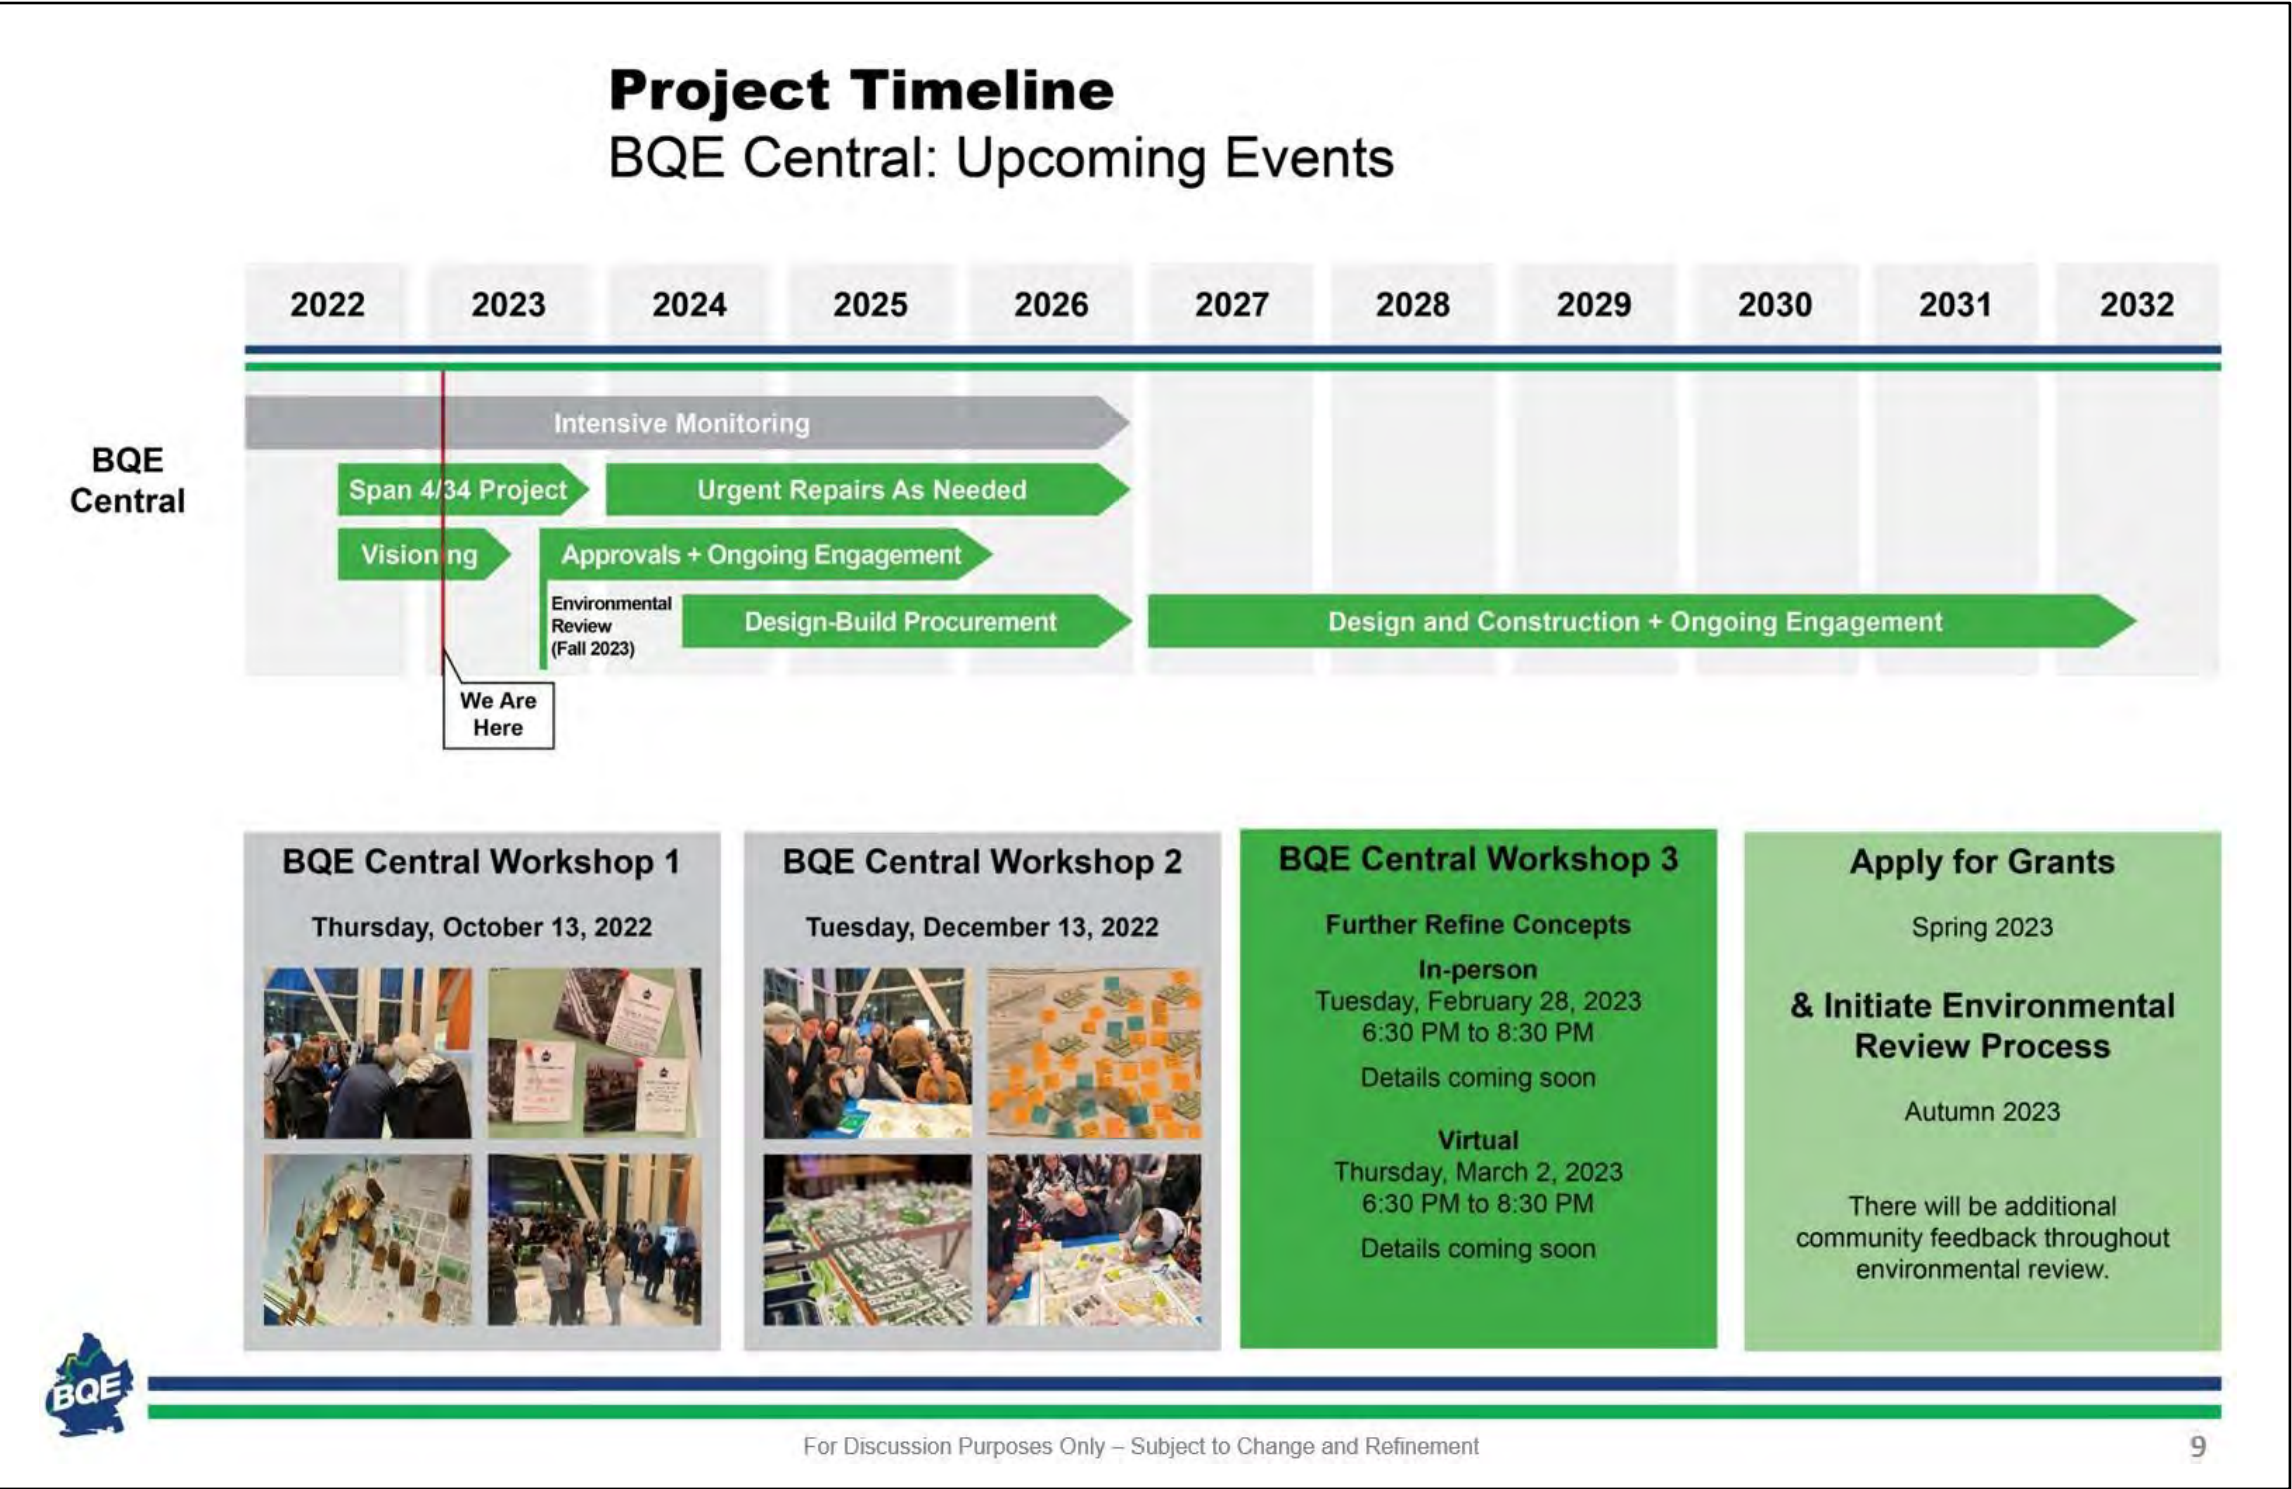 Project Timeline
BQE Central: Upcoming Events
2022 2023 2024 2025 2026 2027 2028 2029 2030 2031 2032
BQE
Central
Intensive Monitoring
Span 4/34 Project
Urgent Repairs As Needed
Visioning
Approvals + Ongoing Engagement
Environmental
Review
(Fall 2023)
Design-Build Procurement
Design and Construction + Ongoing Engagement
We Are
Here
BQE Central Workshop 1
Thursday, October 13, 2022
BQE Central Workshop 2
Tuesday, December 13, 2022
BQE Central Workshop 3
Further Refine Concepts
In-person
Tuesday, February 28, 2023
6:30 PM to 8:30 PM
Details coming soon
Virtual
Thursday, March 2, 2023
6:30 PM to 8:30 PM
Details coming soon
Apply for Grants
Spring 2023
& Initiate Environmental
Review Process
Autumn 2023
There will be additional
community feedback throughout
environmental review.
BQE
For Discussion Purposes Only – Subject to Change and Refinement
9